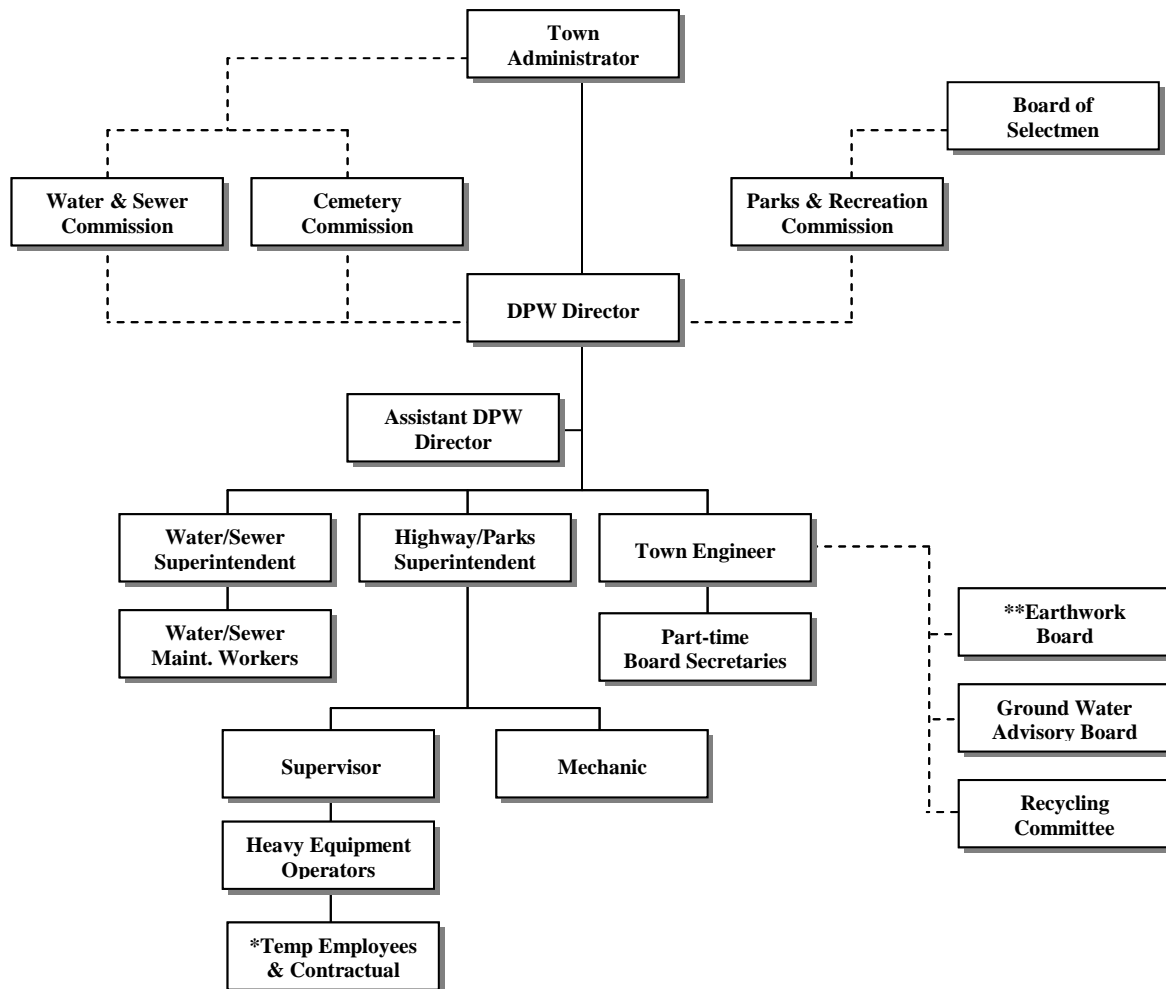 Town
Administrator
Board of
Selectmen
Water & Sewer
Commission
Cemetery
Commission
Parks & Recreation
Commission
DPW Director
Assistant DPW
Director
Water/Sewer
Superintendent
Highway/Parks
Superintendent
Town Engineer
Water/Sewer
Maint. Workers
Part-time
Board Secretaries
**Earthwork
Board
Ground Water
Advisory Board
Supervisor
Mechanic
Recycling
Committee
Heavy Equipment
Operators
*Temp Employees
& Contractual